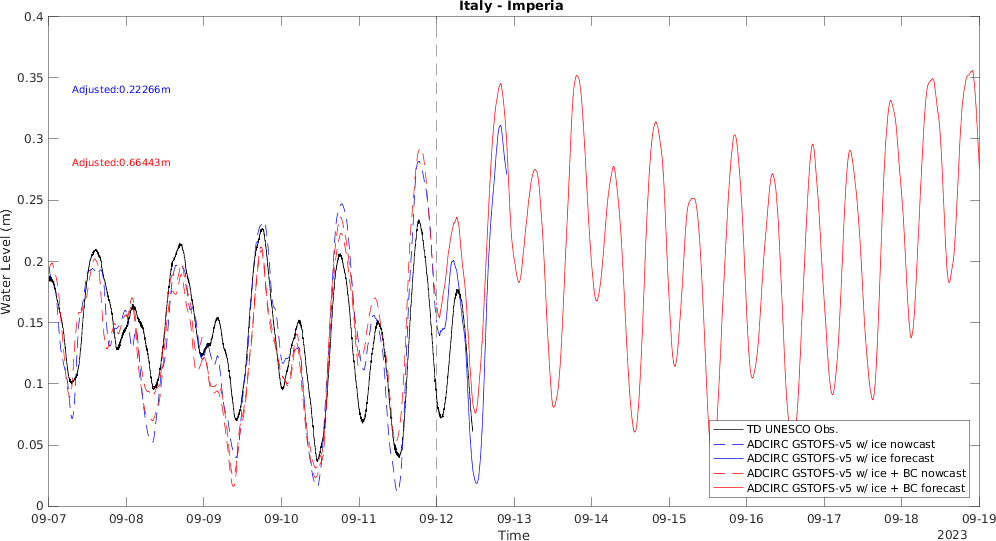 Italy - Imperia
0.4
0.35
0.3
0.25
0.2
0.15
0.1
0.05
0
Water Level (m)
Adjusted:0.22266m
Adjusted:0.66443m
TD UNESCO Obs.
ADCIRC GSTOFS-v5 w/ ice nowcast
ADCIRC GSTOFS-v5 w/ ice forecast
ADCIRC GSTOFS-v5 w/ ice + BC nowcast
ADCIRC GSTOFS-v5 w/ ice + BC forecast
09-07 09-08 09-09 09-10 09-11 09-12 09-13 09-14 09-15 09-16 09-17 09-18 09-19
Time
2023